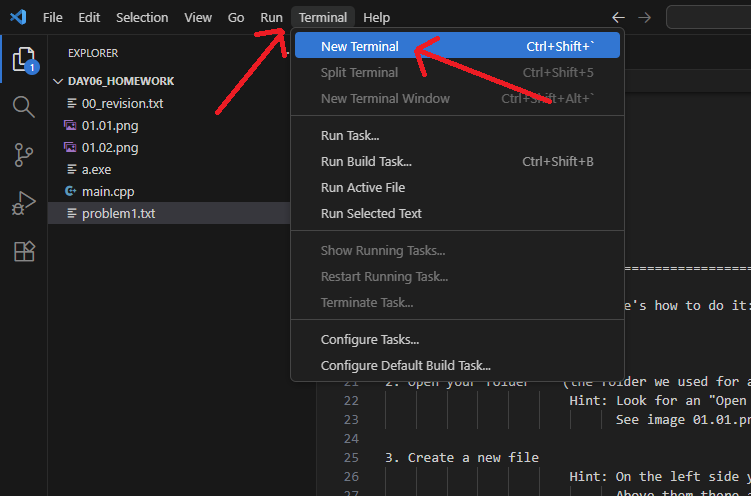 File Edit Selection View Go Run Terminal Help
EXPLORER
DAY06_HOMEWORK
00_revision.txt
01.01.png
01.02.png
a.exe
main.cpp
problem1.txt
1
New Terminal Ctrl+Shift+`
Split Terminal Ctrl+Shift+5
New Terminal Window Ctrl+Shift+Alt+`
Run Task...
Run Build Task... Ctrl+Shift+B
Run Active File
Run Selected Text
Show Running Tasks...
Restart Running Task...
Terminate Task...
Configure Tasks...
Configure Default Build Task...
================
e's how to do it:
21 2. Open your folder (the folder we used for a
22 Hint: Look for an "Open
23 See image 01.01.pr
24
25 3. Create a new file
26 Hint: On the left side y
27 Above them there a